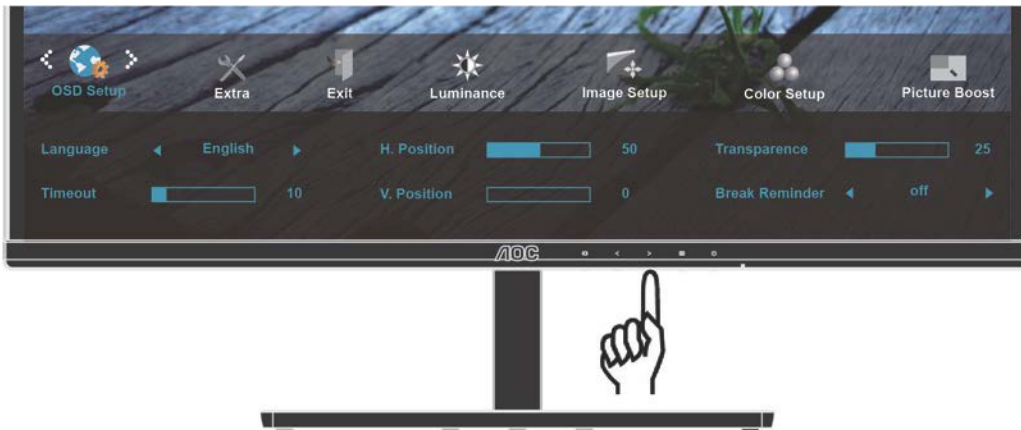 OSD Setup Extra Exit Luminance Image Setup Color Setup Picture Boost
Language English H. Position 50 Transparence 25
Timeout 10 V. Position 0 Break Reminder off
AOC